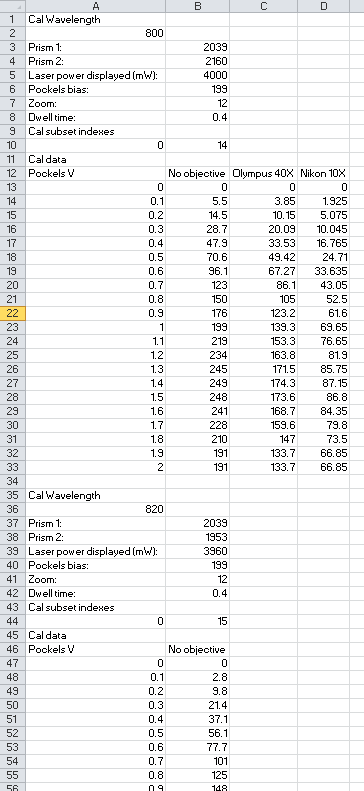 A B C D
1 Cal Wavelength
2 800
3 Prism 1: 2039
4 Prism 2: 2160
5 Laser power displayed (mW): 4000
6 Pockels bias: 199
7 Zoom: 12
8 Dwell time: 0.4
9 Cal subset indexes
10 0 14
11 Cal data
12 Pockels V No objective Olympus 40X Nikon 10X
13 0 0 0 0
14 0.1 5.5 3.85 1.925
15 0.2 14.5 10.15 5.075
16 0.3 28.7 20.09 10.045
17 0.4 47.9 33.53 16.765
18 0.5 70.6 49.42 24.71
19 0.6 96.1 67.27 33.635
20 0.7 123 86.1 43.05
21 0.8 150 105 52.5
22 0.9 176 123.2 61.6
23 1 199 139.3 69.65
24 1.1 219 153.3 76.65
25 1.2 234 163.8 81.9
26 1.3 245 171.5 85.75
27 1.4 249 174.3 87.15
28 1.5 248 173.6 86.8
29 1.6 241 168.7 84.35
30 1.7 228 159.6 79.8
31 1.8 210 147 73.5
32 1.9 191 133.7 66.85
33 2 191 133.7 66.85
34
35 Cal Wavelength
36 820
37 Prism 1: 2039
38 Prism 2: 1953
39 Laser power displayed (mW): 3960
40 Pockels bias: 199
41 Zoom: 12
42 Dwell time: 0.4
43 Cal subset indexes
44 0 15
45 Cal data
46 Pockels V No objective
47 0 0
48 0.1 2.8
49 0.2 9.8
50 0.3 21.4
51 0.4 37.1
52 0.5 56.1
53 0.6 77.7
54 0.7 101
55 0.8 125
56 0.9 148